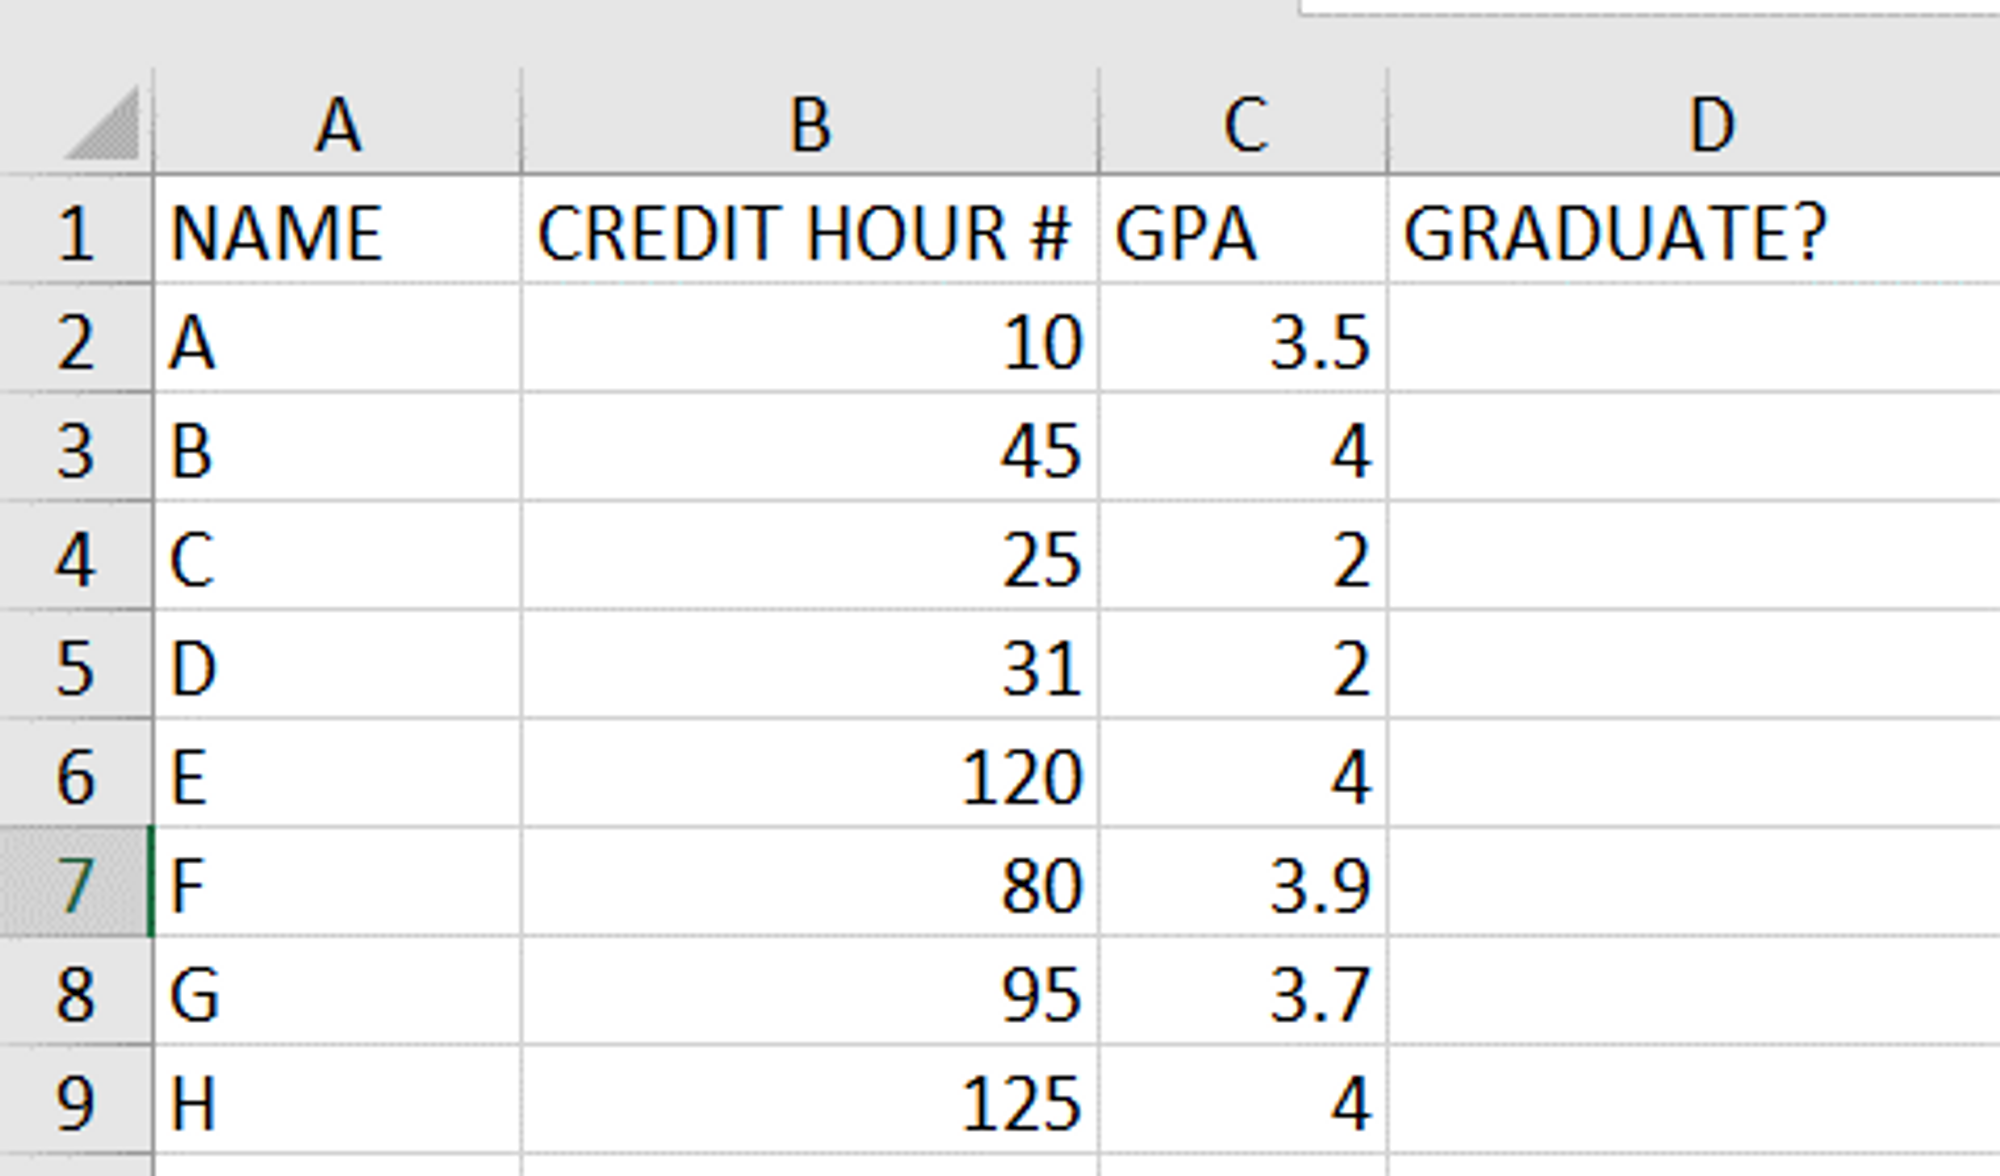 A B C D
1 NAME CREDIT HOUR # GPA GRADUATE?
2 A 10 3.5
3 B 45 4
4 C 25 2
5 D 31 2
6 E 120 4
7 F 80 3.9
8 G 95 3.7
9 H 125 4